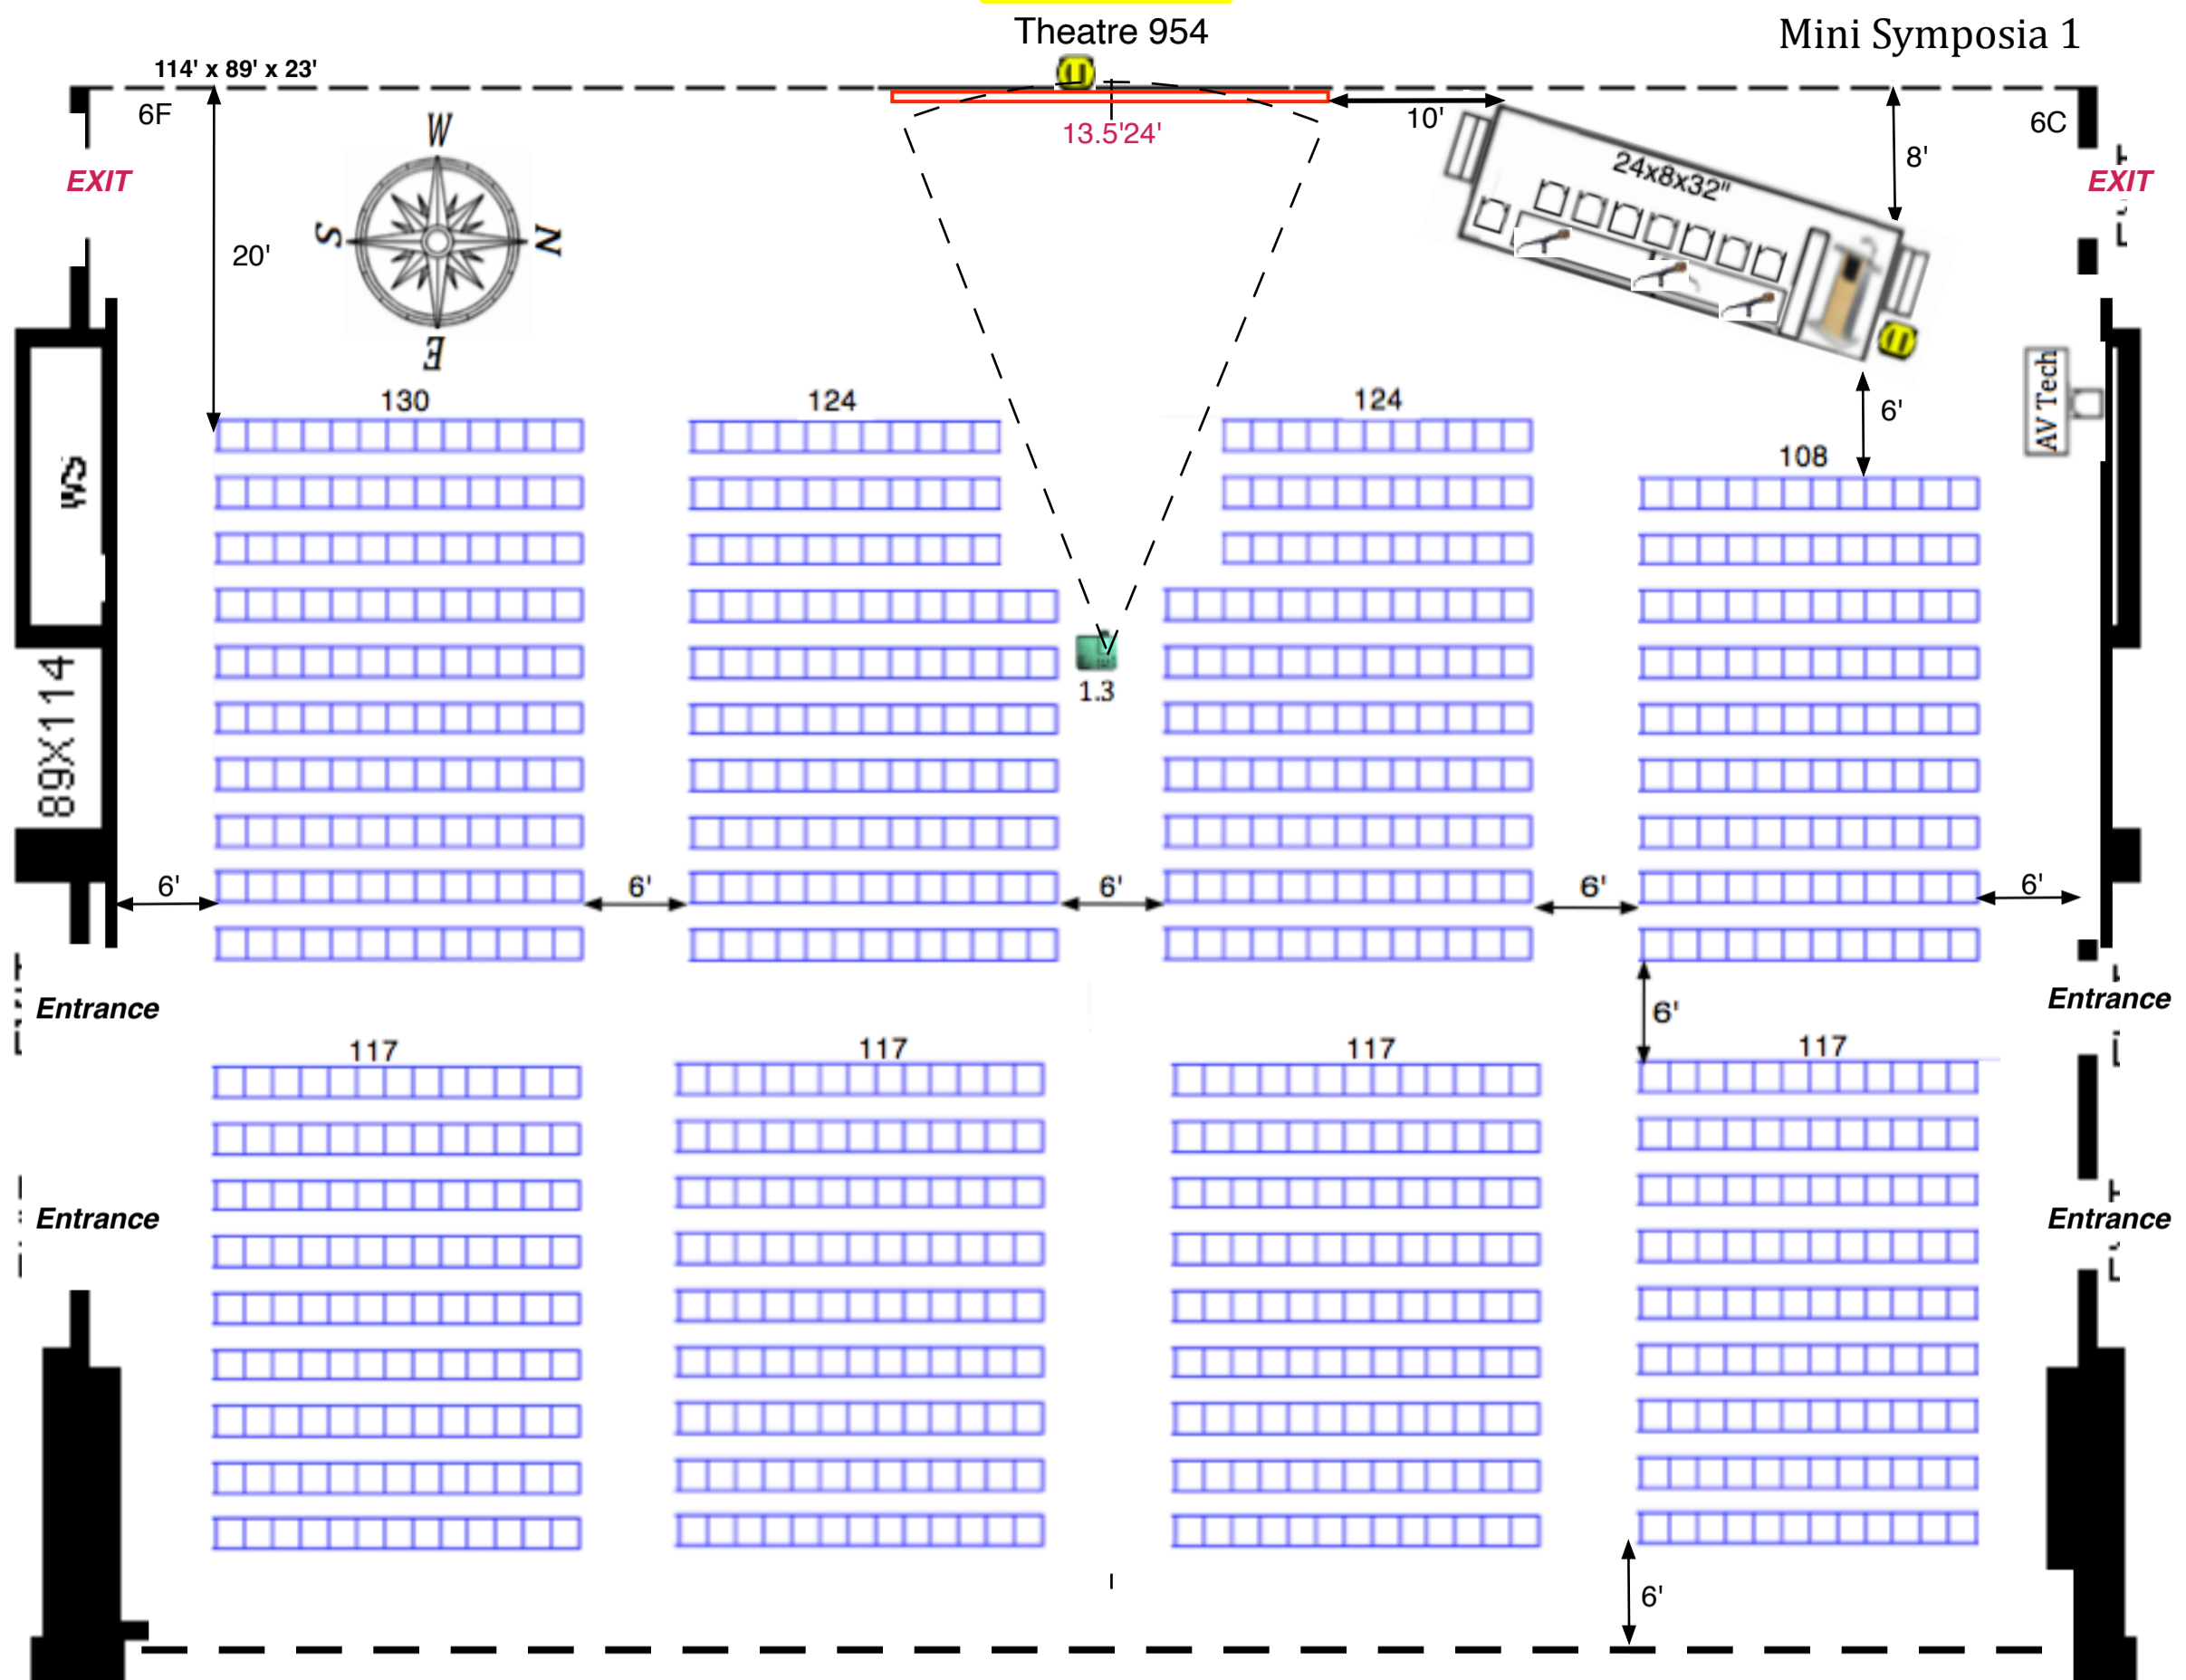 Theatre 954
Mini Symposia 1
114' x 89' x 23'
6F
6C
13.5'24'
10'
8'
EXIT
EXIT
W
S
N
E
20'
24x8x32"
AV Tech
6'
130
124
124
108
WS
1.3
89X114
6'
6'
6'
6'
6'
Entrance
Entrance
6'
117
117
117
117
Entrance
Entrance
6'